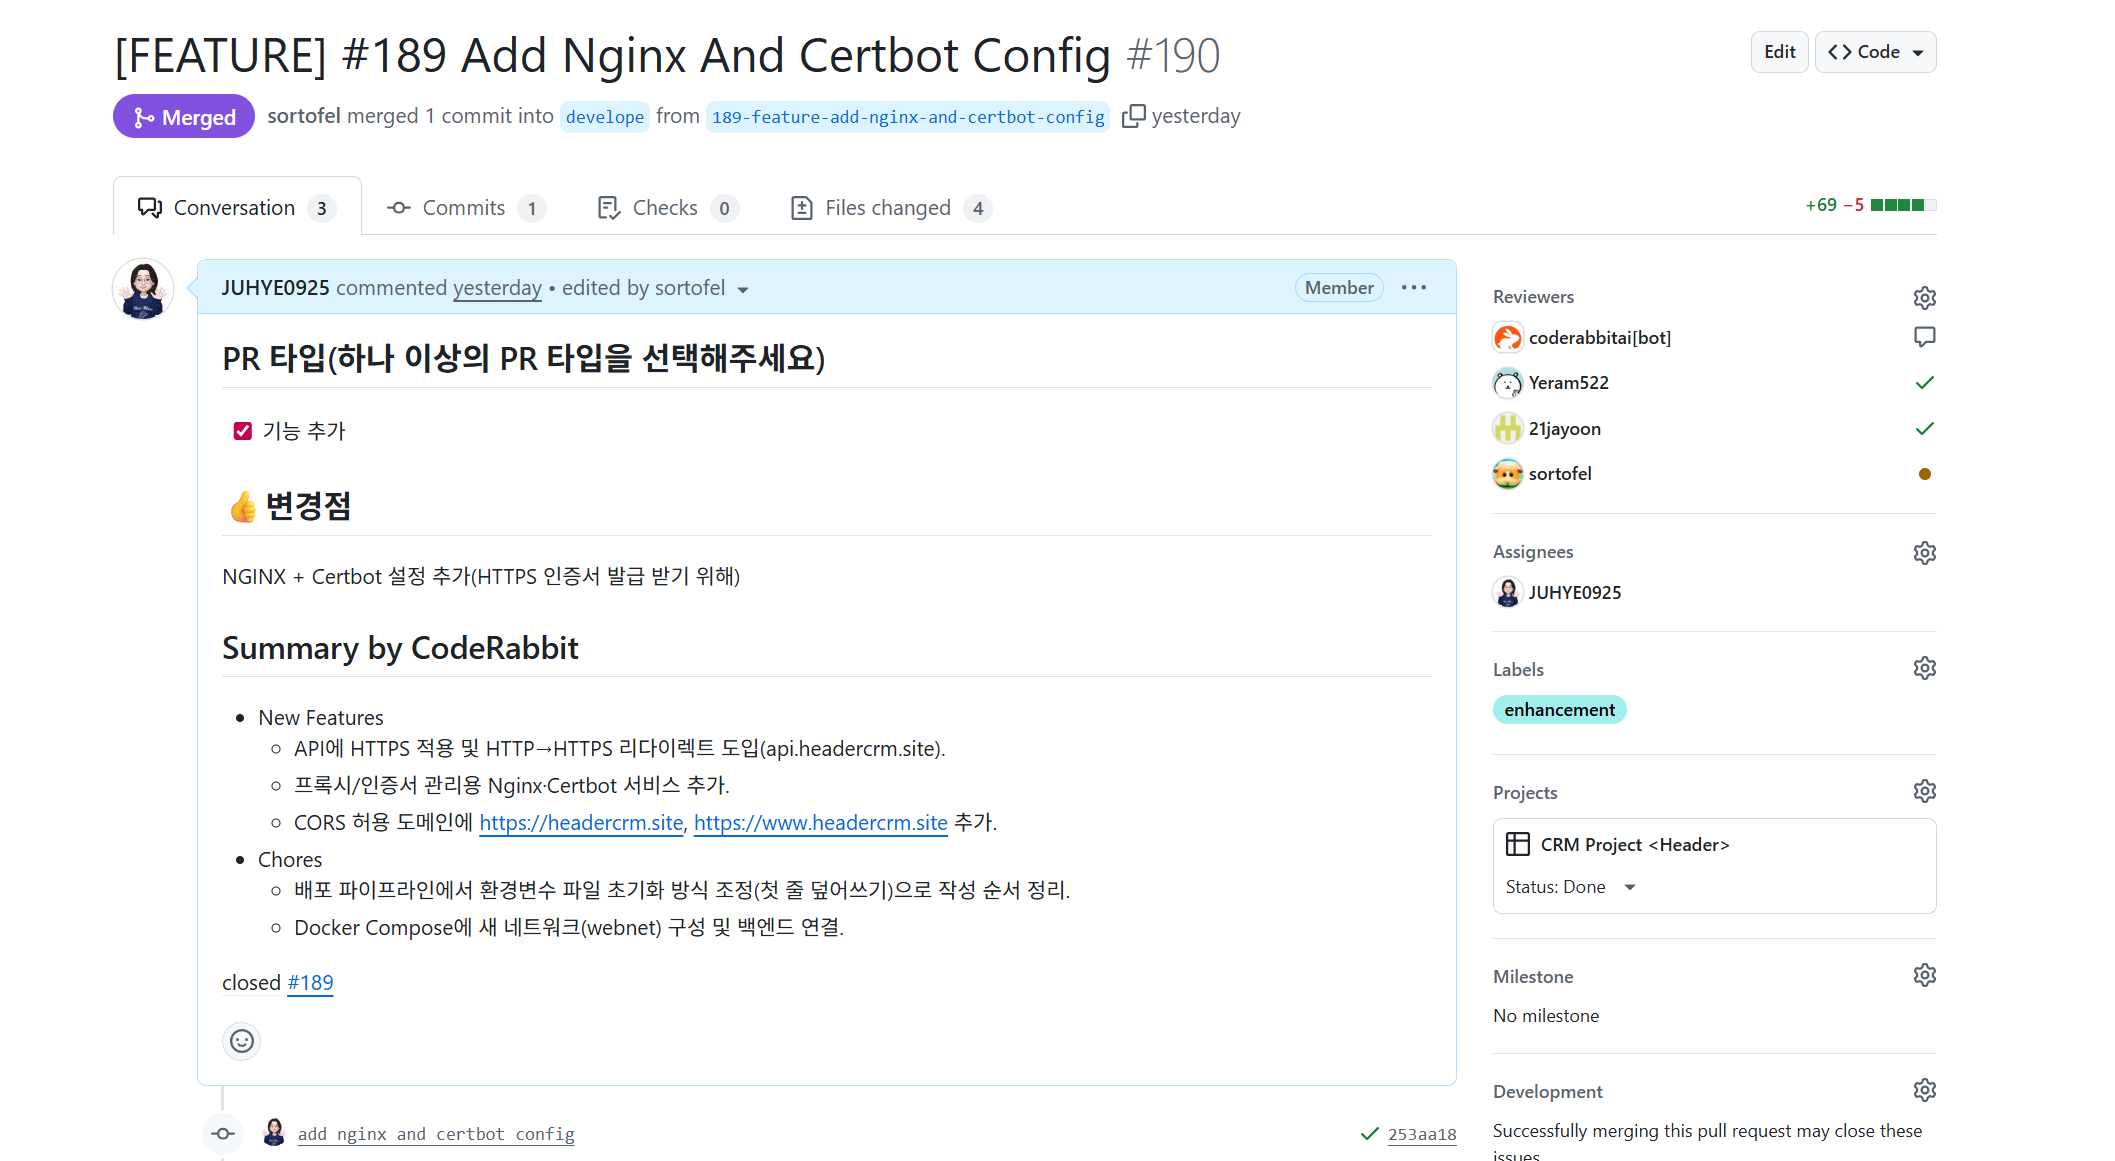 [FEATURE] #189 Add Nginx And Certbot Config #190
Edit
Code
Merged
sortofel merged 1 commit into develope from 189-feature-add-nginx-and-certbot-config yesterday
Conversation 3
Commits 1
Checks 0
Files changed 4
+69 −5
JUHYE0925 commented yesterday • edited by sortofel
Member
PR 타입(하나 이상의 PR 타입을 선택해주세요)
기능 추가
👍 변경점
NGINX + Certbot 설정 추가(HTTPS 인증서 발급 받기 위해)
Summary by CodeRabbit
New Features
API에 HTTPS 적용 및 HTTP→HTTPS 리다이렉트 도입(api.headercrm.site).
프록시/인증서 관리용 Nginx·Certbot 서비스 추가.
CORS 허용 도메인에 https://headercrm.site, https://www.headercrm.site 추가.
Chores
배포 파이프라인에서 환경변수 파일 초기화 방식 조정(첫 줄 덮어쓰기)으로 작성 순서 정리.
Docker Compose에 새 네트워크(webnet) 구성 및 백엔드 연결.
closed #189
add nginx and certbot config
253aa18
Reviewers
coderabbitai[bot]
Yeram522
21jayoon
sortofel
Assignees
JUHYE0925
Labels
enhancement
Projects
CRM Project <Header>
Status: Done
Milestone
No milestone
Development
Successfully merging this pull request may close these
issues